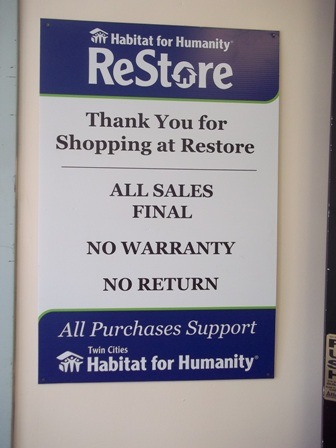 Habitat for Humanity®
ReStore
Thank You for
Shopping at Restore
ALL SALES
FINAL
NO WARRANTY
NO RETURN
All Purchases Support
Twin Cities
Habitat for Humanity®
PUSH